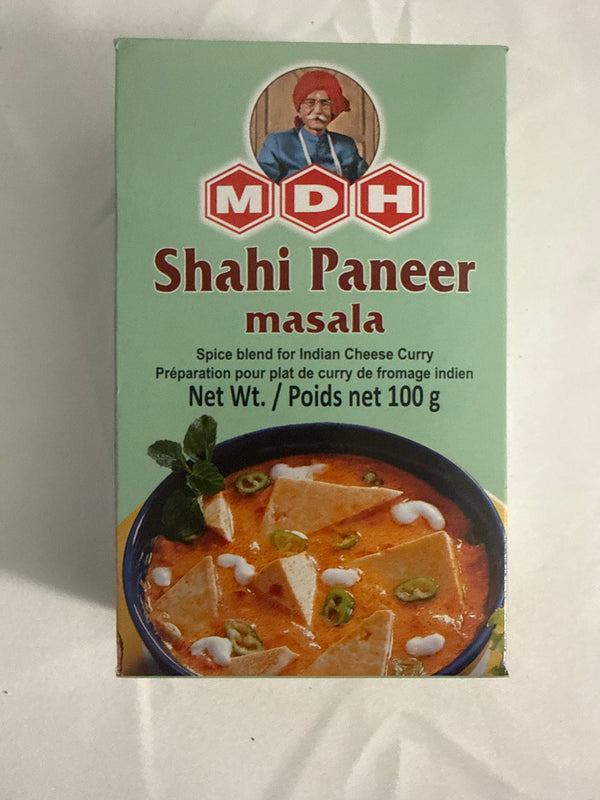 MDH
Shahi Paneer
masala
Spice blend for Indian Cheese Curry
Préparation pour plat de curry de fromage indien
Net Wt. / Poids net 100 g